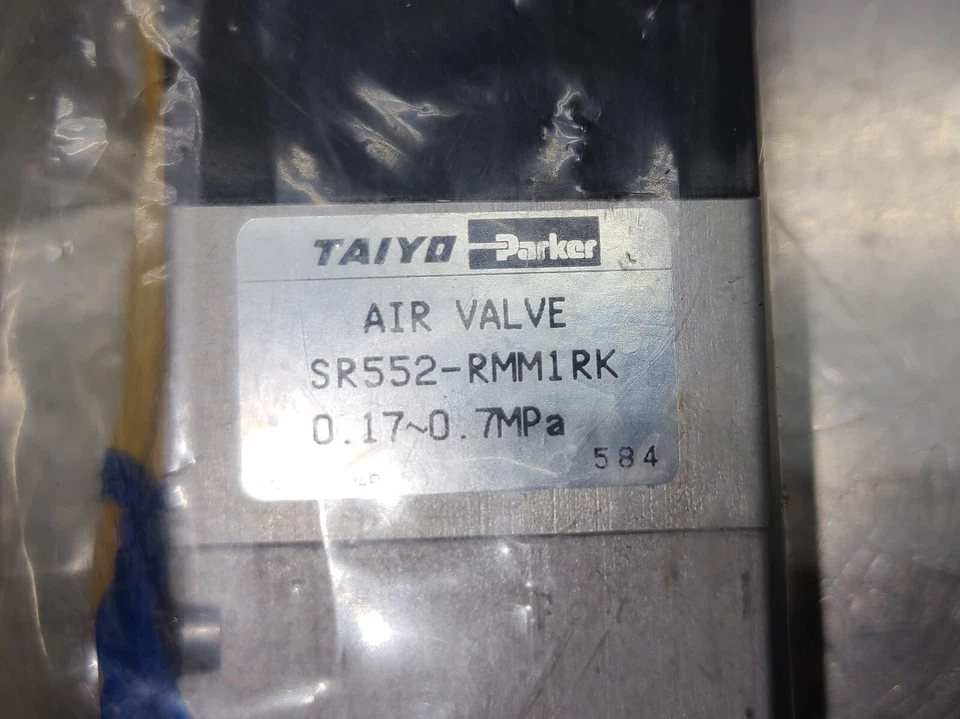 TAIYO Parker
AIR VALVE
SR552-RMM1RK
0.17~0.7MPa
584